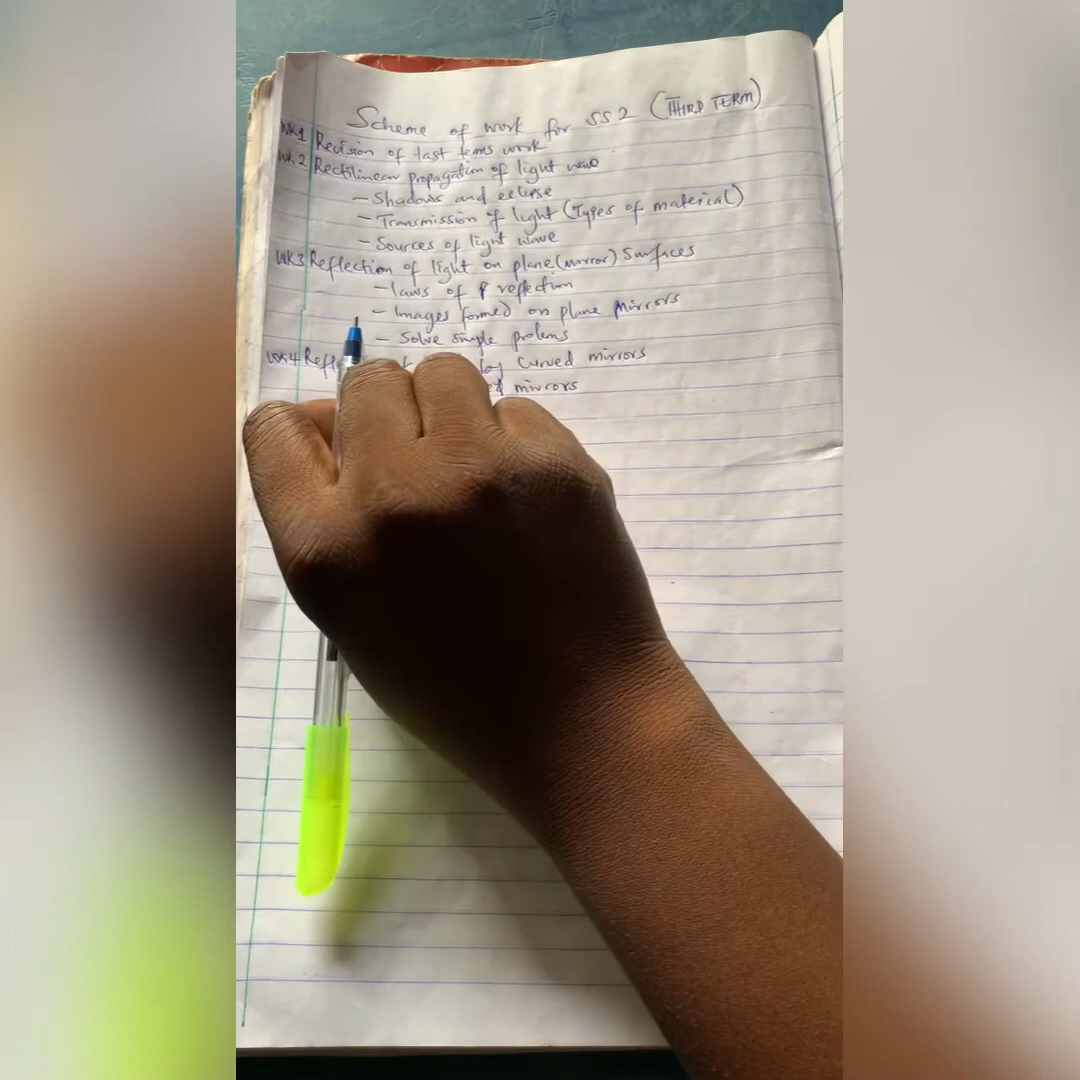 Scheme of work for SS2 (THIRD TERM)
WK1 Revision of last terms work
Wk2 Rectilinear propagation of light wave
- Shadows and eclipse
- Transmission of light (Types of material)
- Sources of light wave
WK3 Reflection of light on plane (mirror) Surfaces
- laws of reflection
- Images formed on plane Mirrors
- Solve simple prolems
WK4 Curved mirrors
mirrors